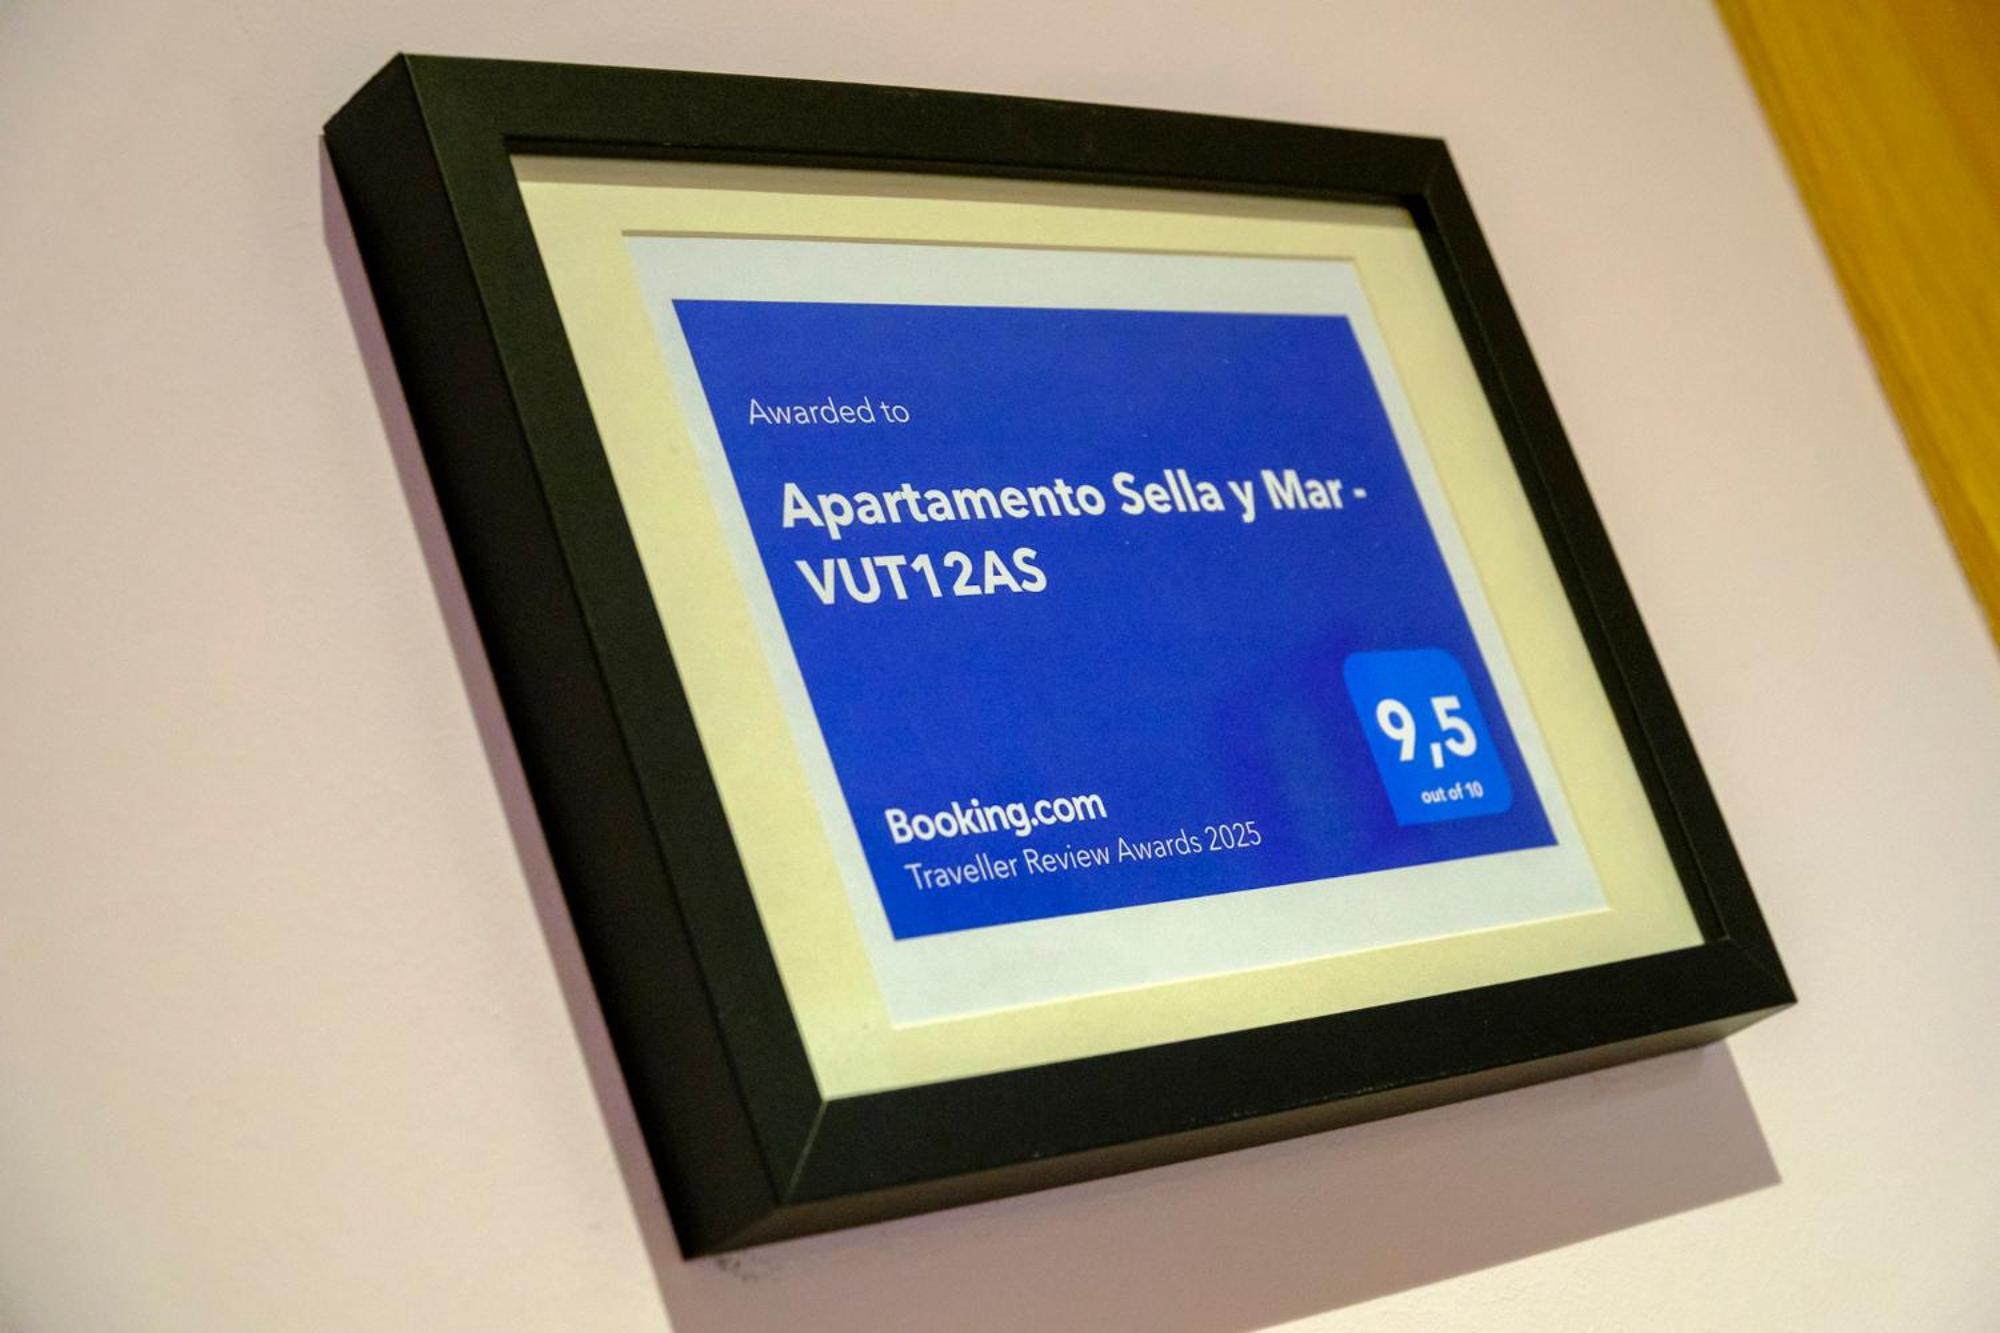 Awarded to
Apartamento Sella y Mar -
VUT12AS
9,5
out of 10
Booking.com
Traveller Review Awards 2025